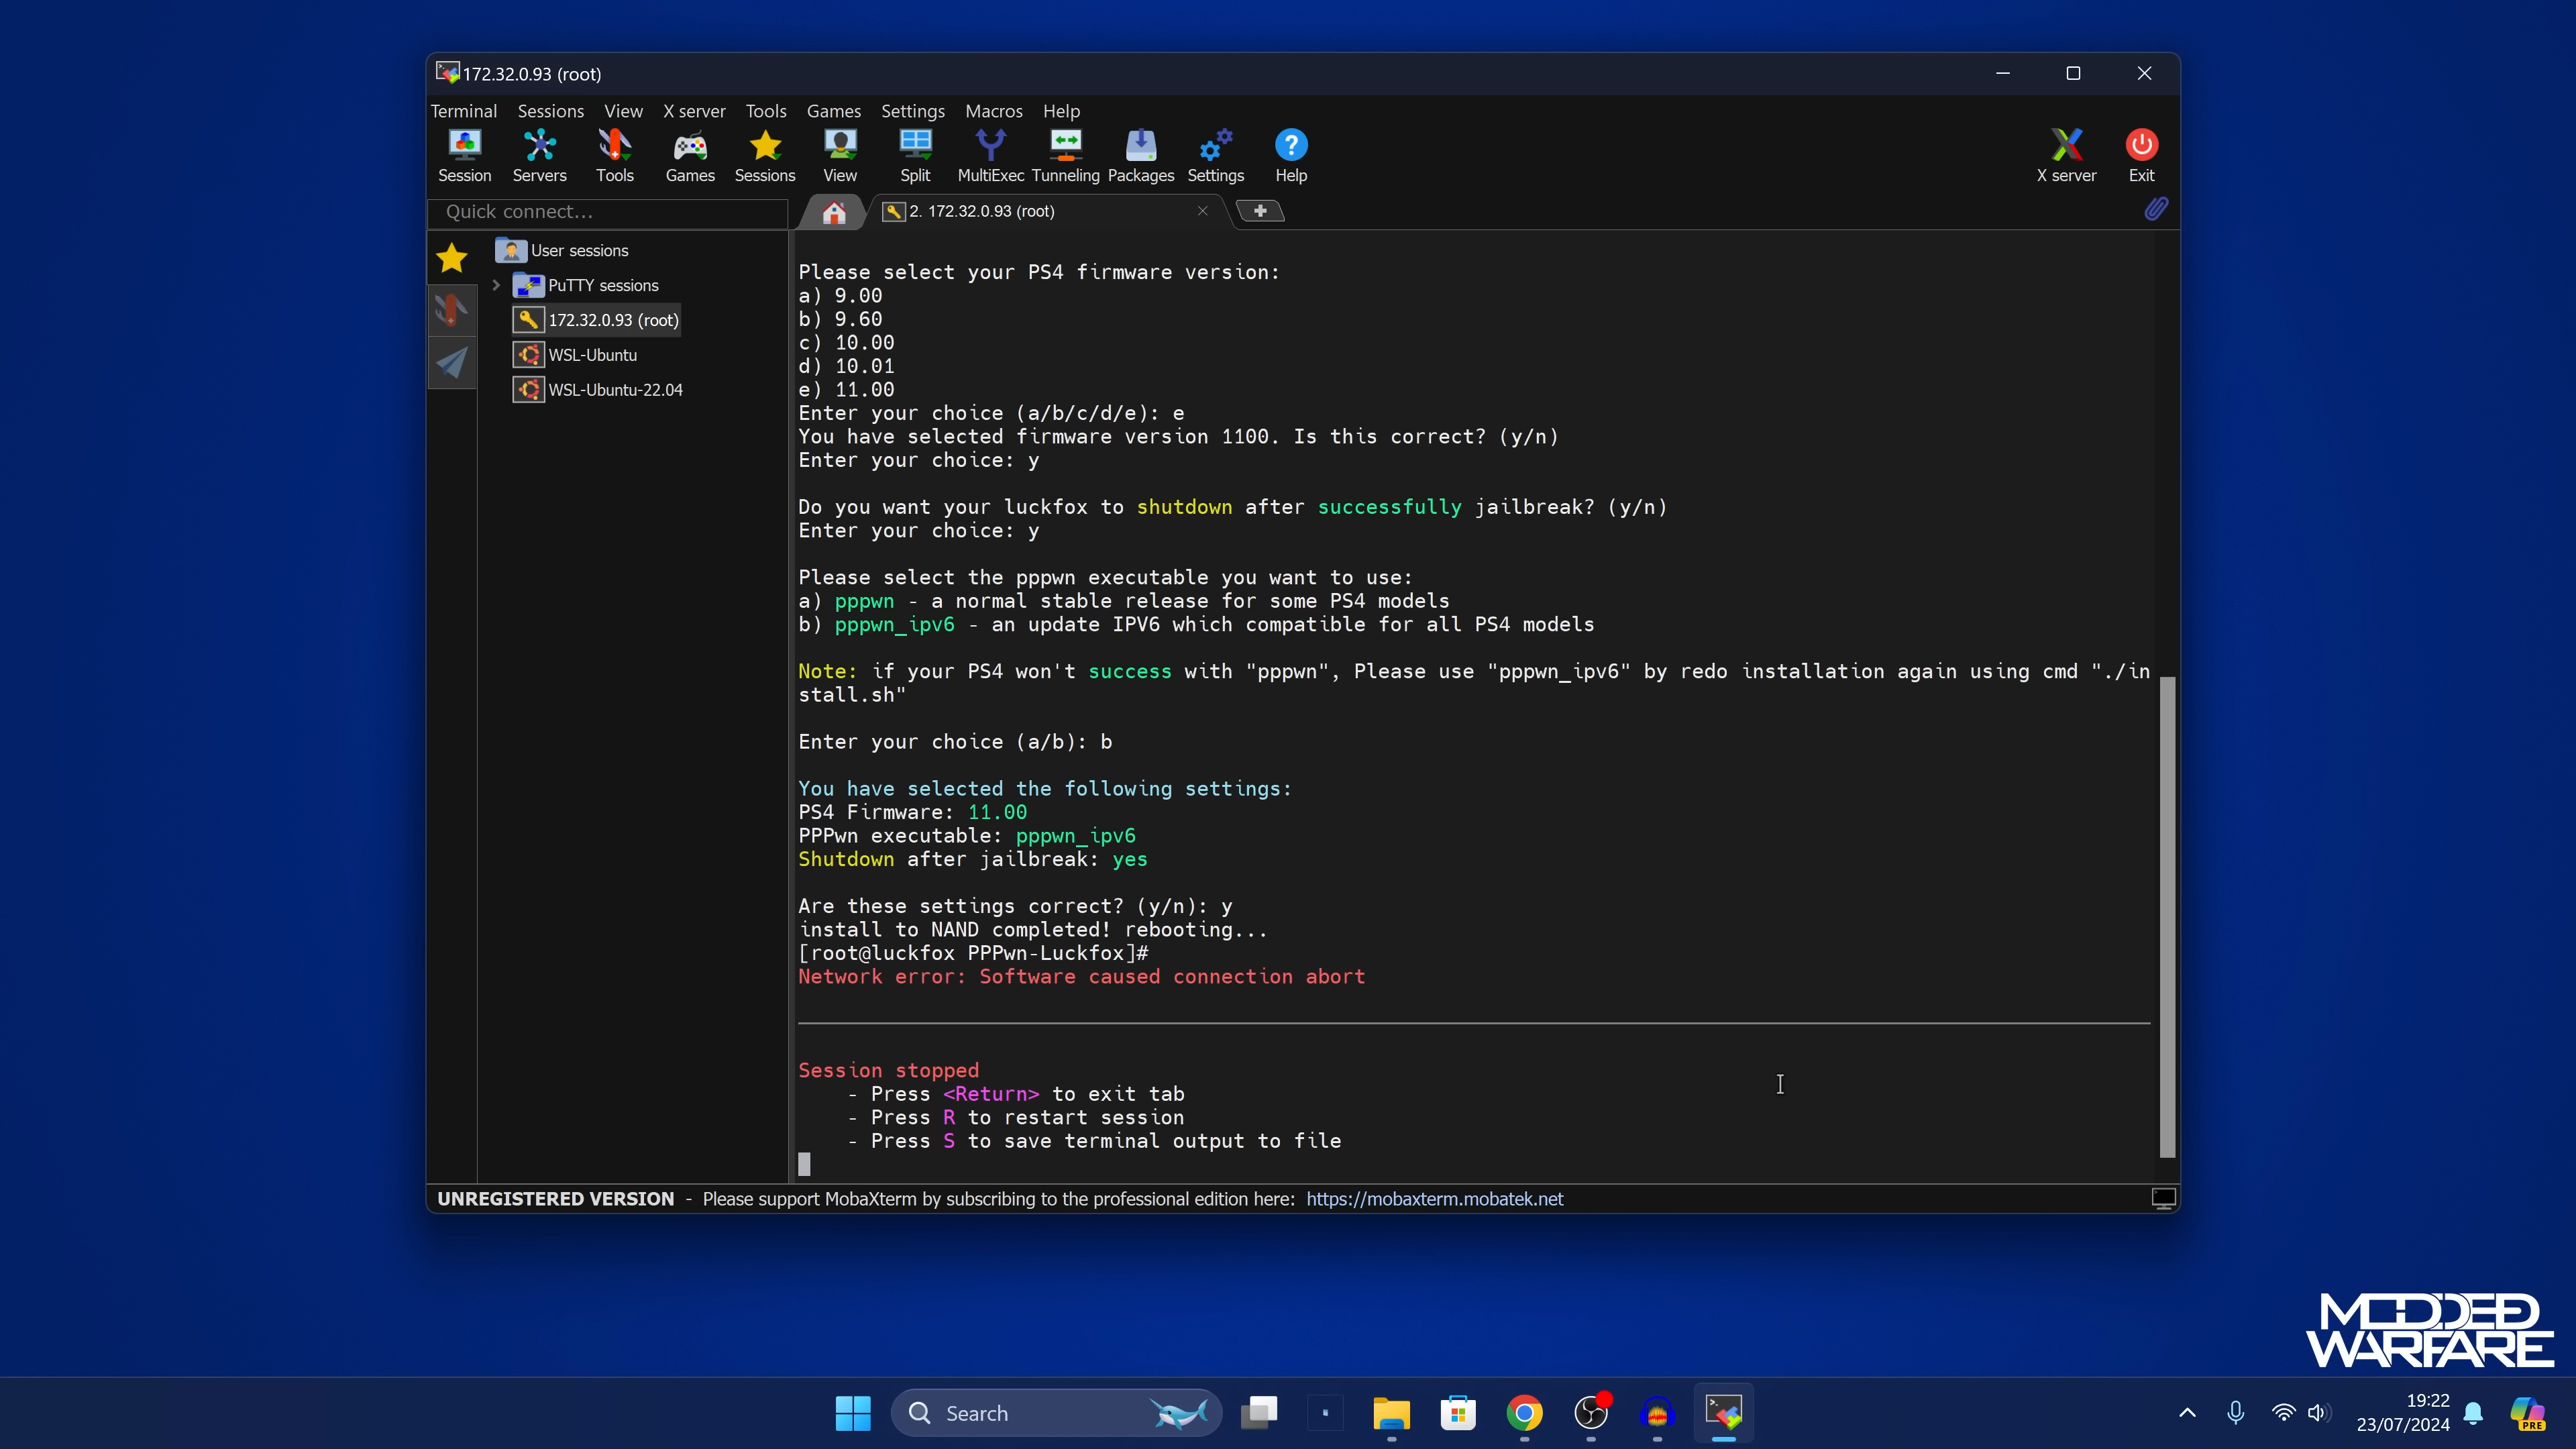 172.32.0.93 (root)
Terminal Sessions View X server Tools Games Settings Macros Help
Session Servers Tools Games Sessions View Split MultiExec Tunneling Packages Settings Help X server Exit
Quick connect...
2. 172.32.0.93 (root)
User sessions
PuTTY sessions
172.32.0.93 (root)
WSL-Ubuntu
WSL-Ubuntu-22.04
Please select your PS4 firmware version:
a) 9.00
b) 9.60
c) 10.00
d) 10.01
e) 11.00
Enter your choice (a/b/c/d/e): e
You have selected firmware version 1100. Is this correct? (y/n)
Enter your choice: y
Do you want your luckfox to shutdown after successfully jailbreak? (y/n)
Enter your choice: y
Please select the pppwn executable you want to use:
a) pppwn - a normal stable release for some PS4 models
b) pppwn_ipv6 - an update IPV6 which compatible for all PS4 models
Note: if your PS4 won't success with "pppwn", Please use "pppwn_ipv6" by redo installation again using cmd "./in
stall.sh"
Enter your choice (a/b): b
You have selected the following settings:
PS4 Firmware: 11.00
PPPwn executable: pppwn_ipv6
Shutdown after jailbreak: yes
Are these settings correct? (y/n): y
install to NAND completed! rebooting...
[root@luckfox PPPwn-Luckfox]#
Network error: Software caused connection abort
Session stopped
- Press <Return> to exit tab
- Press R to restart session
- Press S to save terminal output to file
UNREGISTERED VERSION - Please support MobaXterm by subscribing to the professional edition here: https://mobaxterm.mobatek.net
MODDED
WARFARE
Search
19:22
23/07/2024
PRE